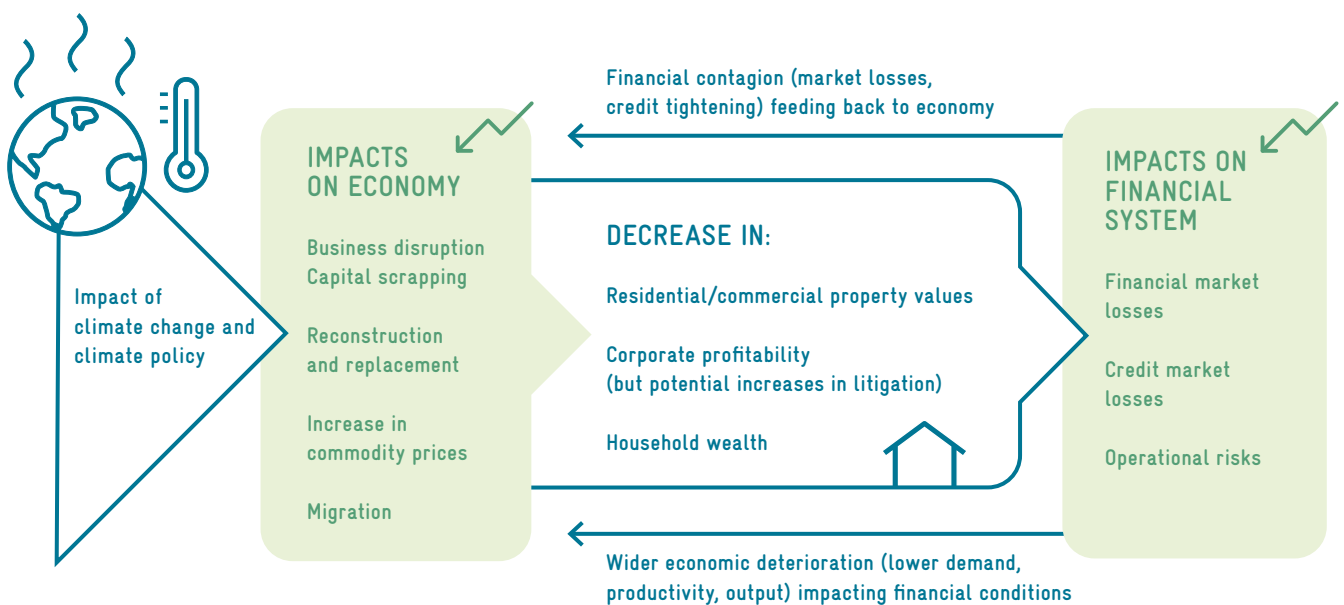 Impact of
climate change and
climate policy
IMPACTS
ON ECONOMY
Business disruption
Capital scrapping
Reconstruction
and replacement
Increase in
commodity prices
Migration
Financial contagion (market losses,
credit tightening) feeding back to economy
DECREASE IN:
Residential/commercial property values
Corporate profitability
(but potential increases in litigation)
Household wealth
Wider economic deterioration (lower demand,
productivity, output) impacting financial conditions
IMPACTS ON
FINANCIAL
SYSTEM
Financial market
losses
Credit market
losses
Operational risks